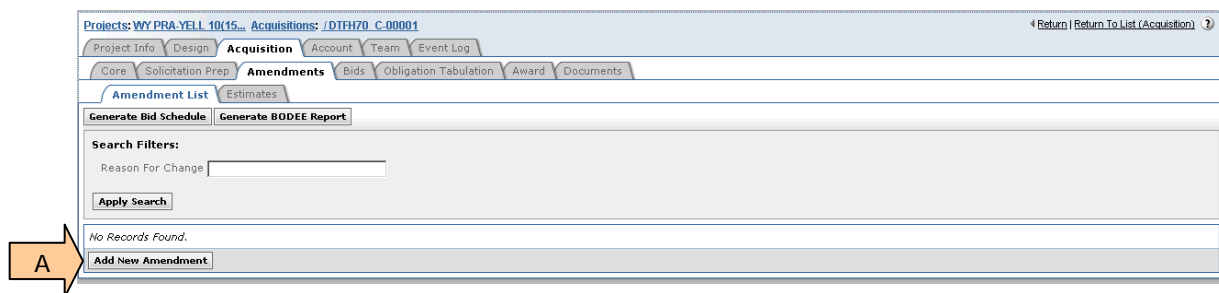 Projects: WY PRA-YELL 10(15... Acquisitions: / DTFH70 C-00001 Return | Return To List (Acquisition) ?
Project Info Design Acquisition Account Team Event Log
Core Solicitation Prep Amendments Bids Obligation Tabulation Award Documents
Amendment List Estimates
Generate Bid Schedule Generate BODEE Report
Search Filters:
Reason For Change
Apply Search
No Records Found.
A Add New Amendment